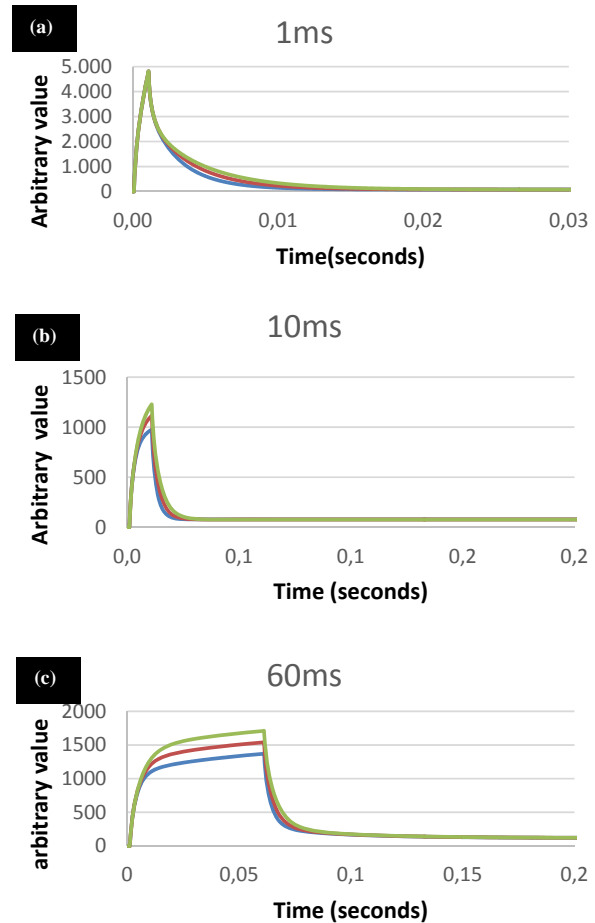 (a)
1ms
Arbitrary value
5.000
4.000
3.000
2.000
1.000
0
0,00 0,01 0,02 0,03
Time(seconds)
(b)
10ms
Arbitrary value
1500
1000
500
0
0,0 0,1 0,1 0,2 0,2
Time (seconds)
(c)
60ms
arbitrary value
2000
1500
1000
500
0
0 0,05 0,1 0,15 0,2
Time (seconds)